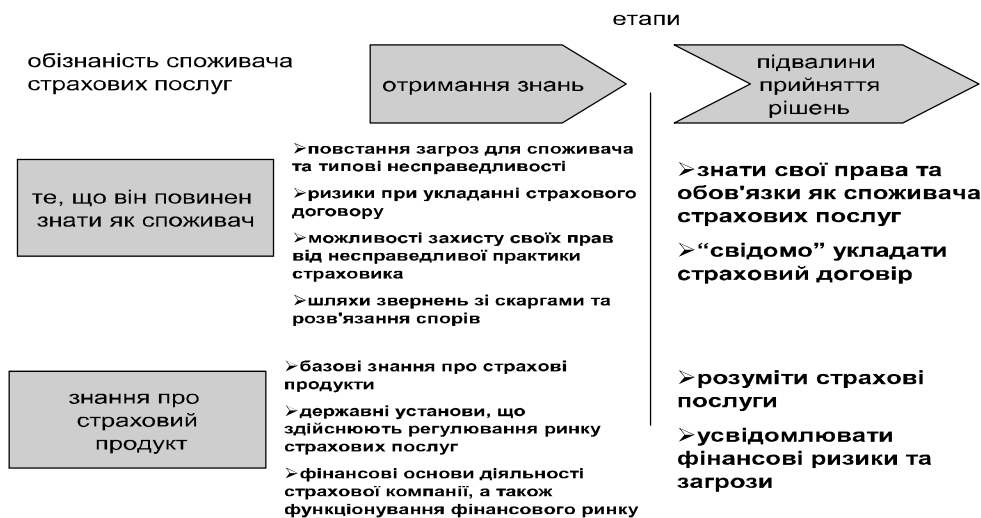 етапи
обізнаність споживача
страхових послуг
отримання знань
підвалини
прийняття
рішень
те, що він повинен
знати як споживач
➢повстання загроз для споживача
та типові несправедливості
➢ризики при укладанні страхового
договору
➢можливості захисту своїх прав
від несправедливої практики
страховика
➢шляхи звернень зі скаргами та
розв'язання спорів
➢знати свої права та
обов'язки як споживача
страхових послуг
➢“свідомо” укладати
страховий договір
знання про
страховий
продукт
➢базові знання про страхові
продукти
➢державні установи, що
здійснюють регулювання ринку
страхових послуг
➢фінансові основи діяльності
страхової компанії, а також
функціонування фінансового ринку
➢розуміти страхові
послуги
➢усвідомлювати
фінансові ризики та
загрози